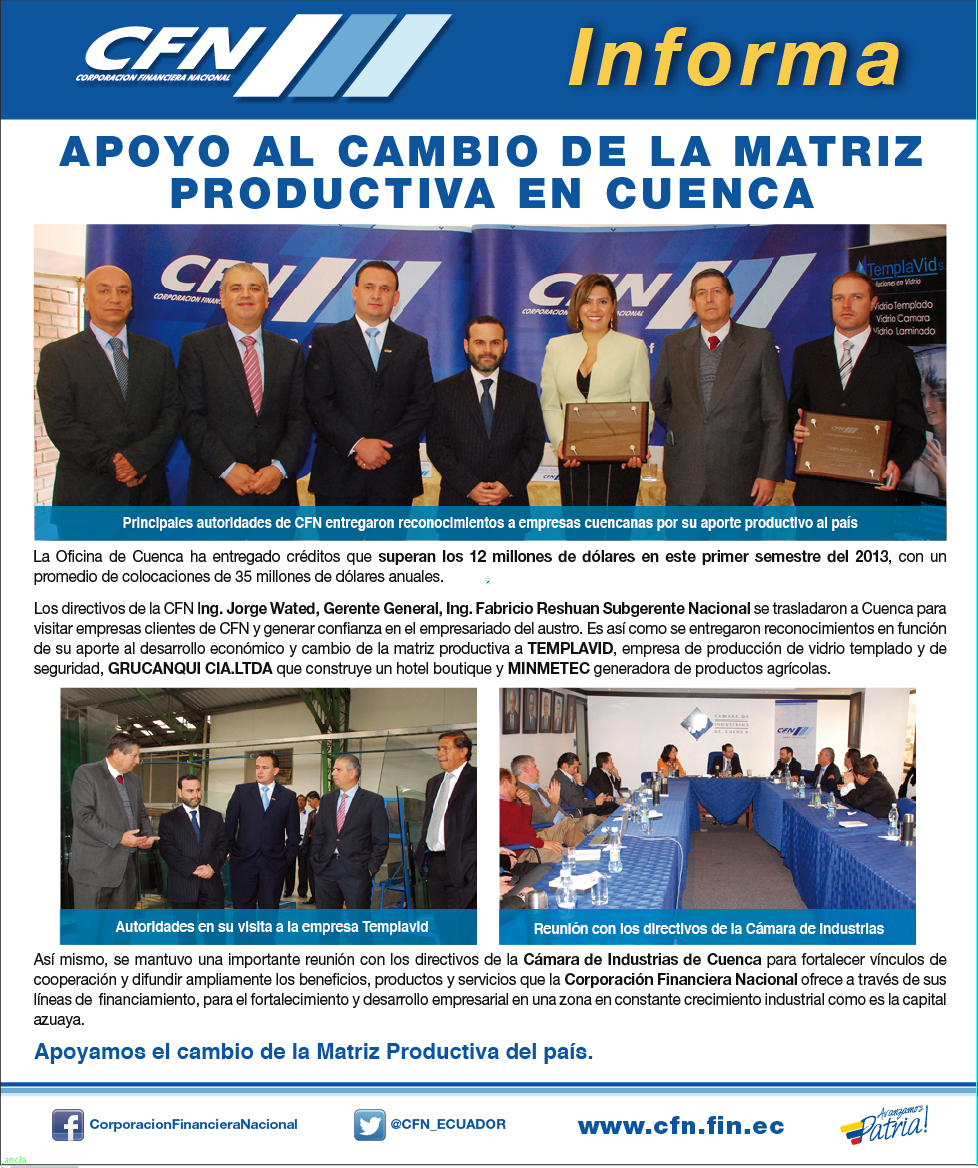 CFN
CORPORACION FINANCIERA NACIONAL
Informa
APOYO AL CAMBIO DE LA MATRIZ
PRODUCTIVA EN CUENCA
CFN
CORPORACION FINANC
CFN
CORPORACION FINAN
NACIONAL
TemplaVid
luciones en Vidrio
Vidrio Templado
Vidrio Camara
Vidrio Laminado
CFN
Principales autoridades de CFN entregaron reconocimientos a empresas cuencanas por su aporte productivo al país
La Oficina de Cuenca ha entregado créditos que superan los 12 millones de dólares en este primer semestre del 2013, con un
promedio de colocaciones de 35 millones de dólares anuales.
Los directivos de la CFN Ing. Jorge Wated, Gerente General, Ing. Fabricio Reshuan Subgerente Nacional se trasladaron a Cuenca para
visitar empresas clientes de CFN y generar confianza en el empresariado del austro. Es así como se entregaron reconocimientos en función
de su aporte al desarrollo económico y cambio de la matriz productiva a TEMPLAVID, empresa de producción de vidrio templado y de
seguridad, GRUCANQUI CIA.LTDA que construye un hotel boutique y MINMETEC generadora de productos agrícolas.
CÁMARA DE
INDUSTRIAS
DE CUENCA
CFN
Autoridades en su visita a la empresa Templavid
Reunión con los directivos de la Cámara de Industrias
Así mismo, se mantuvo una importante reunión con los directivos de la Cámara de Industrias de Cuenca para fortalecer vínculos de
cooperación y difundir ampliamente los beneficios, productos y servicios que la Corporación Financiera Nacional ofrece a través de sus
líneas de financiamiento, para el fortalecimiento y desarrollo empresarial en una zona en constante crecimiento industrial como es la capital
azuaya.
Apoyamos el cambio de la Matriz Productiva del país.
CorporacionFinancieraNacional
@CFN_ECUADOR
www.cfn.fin.ec
Avanzamos
Patria!
ancla